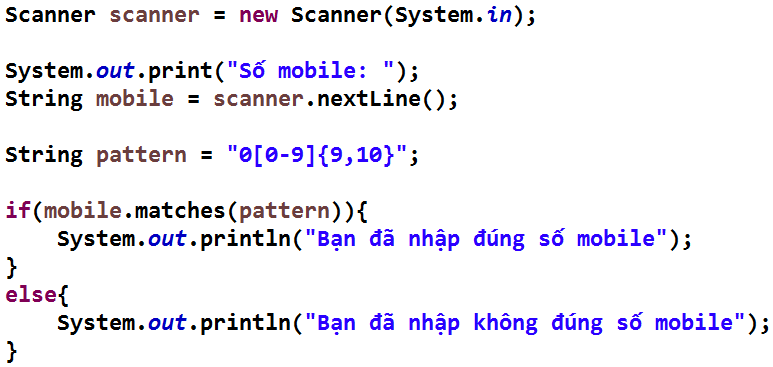 Scanner scanner = new Scanner(System.in);
System.out.print("Số mobile: ");
String mobile = scanner.nextLine();
String pattern = "0[0-9]{9,10}";
if(mobile.matches(pattern)){
    System.out.println("Bạn đã nhập đúng số mobile");
}
else{
    System.out.println("Bạn đã nhập không đúng số mobile");
}